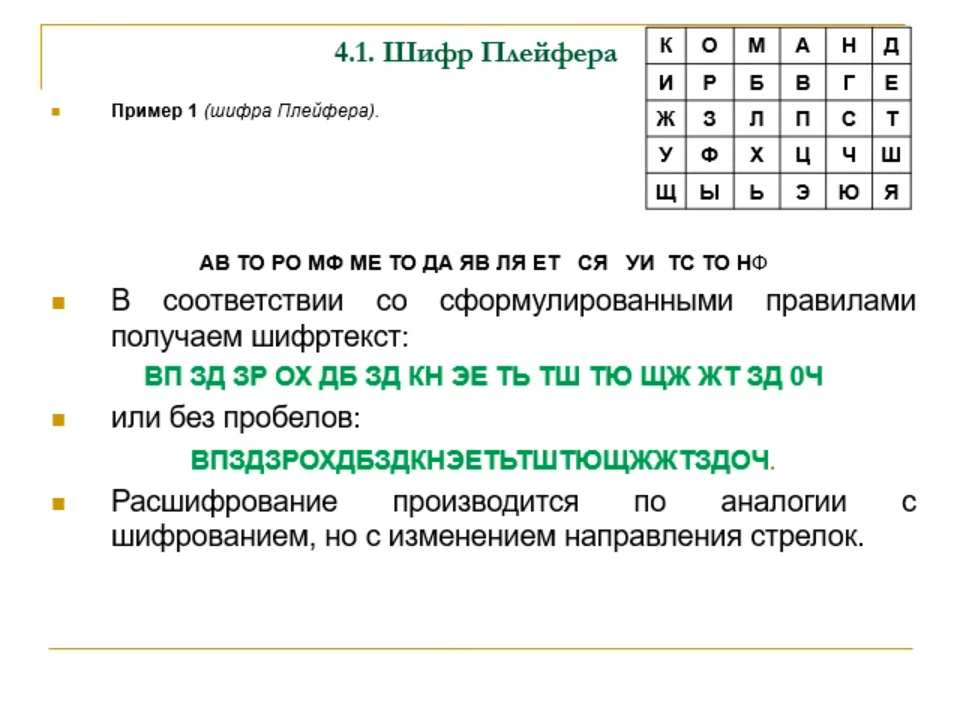 4.1. Шифр Плейфера
К О М А Н Д
И Р Б В Г Е
Ж З Л П С Т
У Ф Х Ц Ч Ш
Щ Ы Ь Э Ю Я
Пример 1 (шифра Плейфера).
АВ ТО РО МФ МЕ ТО ДА ЯВ ЛЯ ЕТ СЯ УИ ТС ТО НФ
В соответствии со сформулированными правилами
получаем шифртекст:
ВП ЗД ЗР ОХ ДБ ЗД КН ЭЕ ТЬ ТШ ТЮ ЩЖ ЖТ ЗД 0Ч
или без пробелов:
ВПЗДЗРОХДБЗДКНЭЕТЬТШТЮЩЖЖТЗДОЧ.
Расшифрование производится по аналогии с
шифрованием, но с изменением направления стрелок.